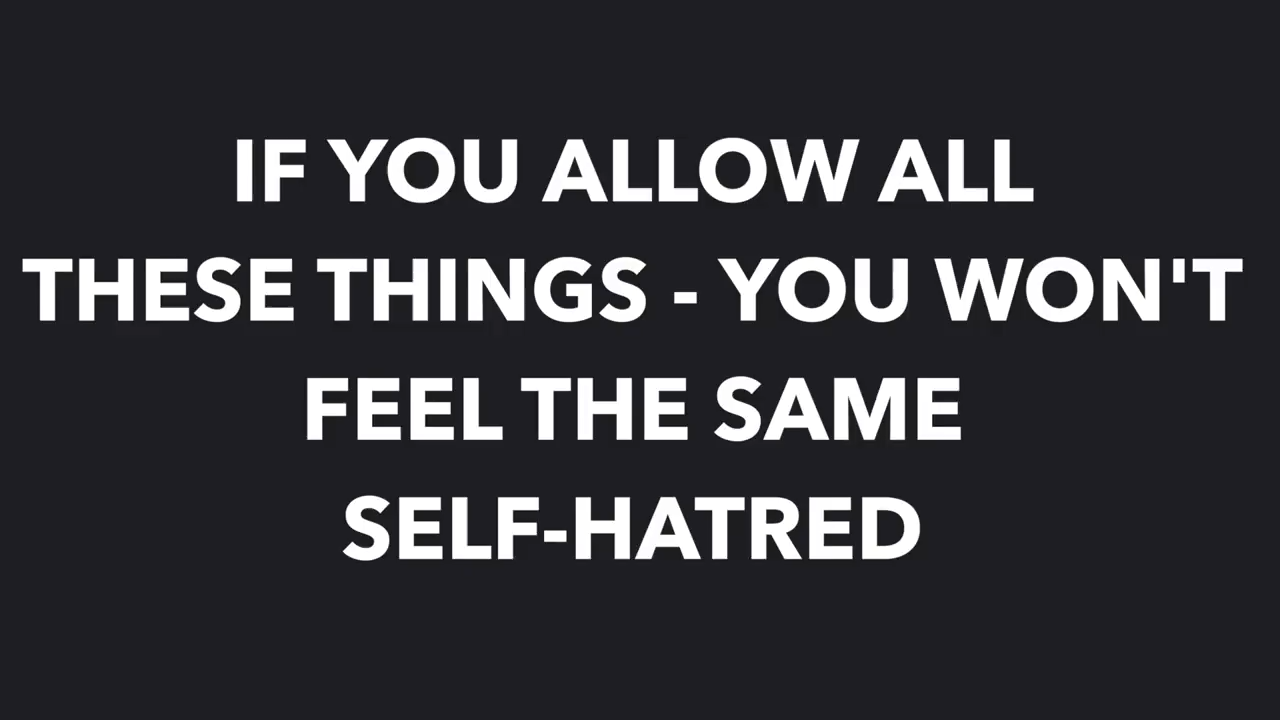 IF YOU ALLOW ALL
THESE THINGS - YOU WON'T
FEEL THE SAME
SELF-HATRED